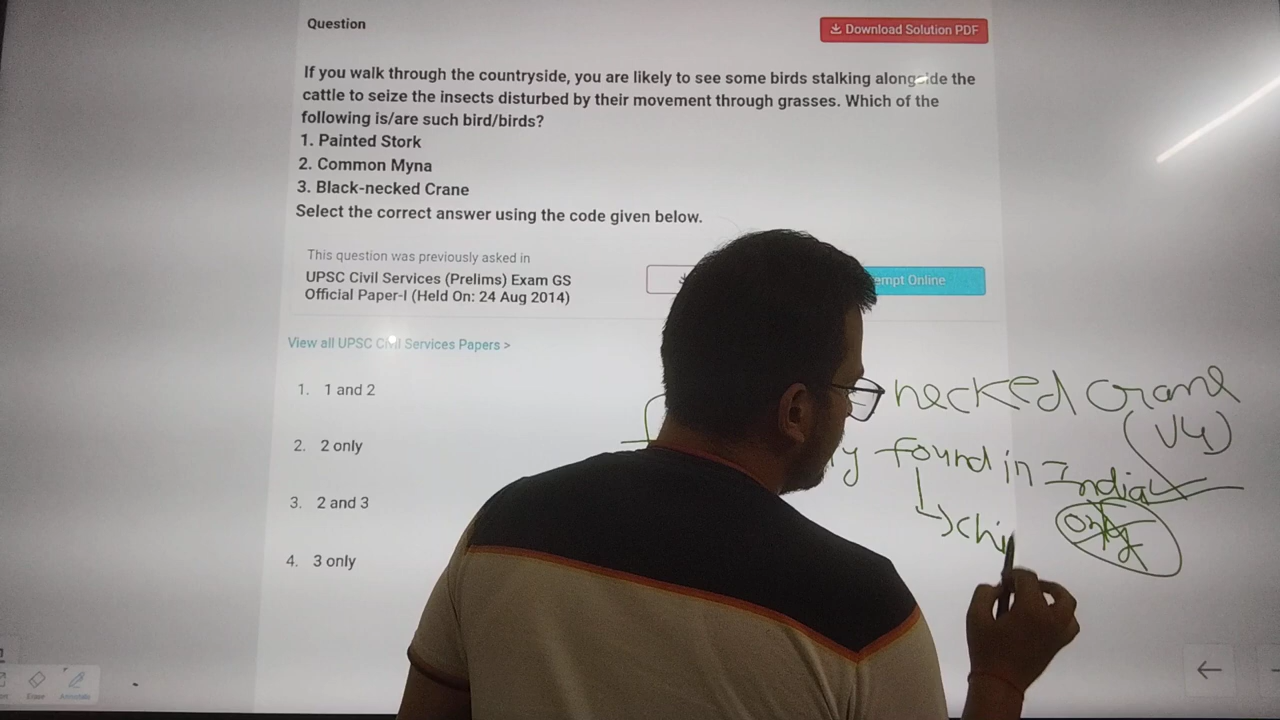 Question
Download Solution PDF
If you walk through the countryside, you are likely to see some birds stalking alongside the
cattle to seize the insects disturbed by their movement through grasses. Which of the
following is/are such bird/birds?
1. Painted Stork
2. Common Myna
3. Black-necked Crane
Select the correct answer using the code given below.
This question was previously asked in
UPSC Civil Services (Prelims) Exam GS
Official Paper-I (Held On: 24 Aug 2014)
empt Online
View all UPSC Civil Services Papers >
1. 1 and 2
2. 2 only
3. 2 and 3
4. 3 only
necked Crane
(VU)
y found in India
only
→ chi
Eraser
Annotate